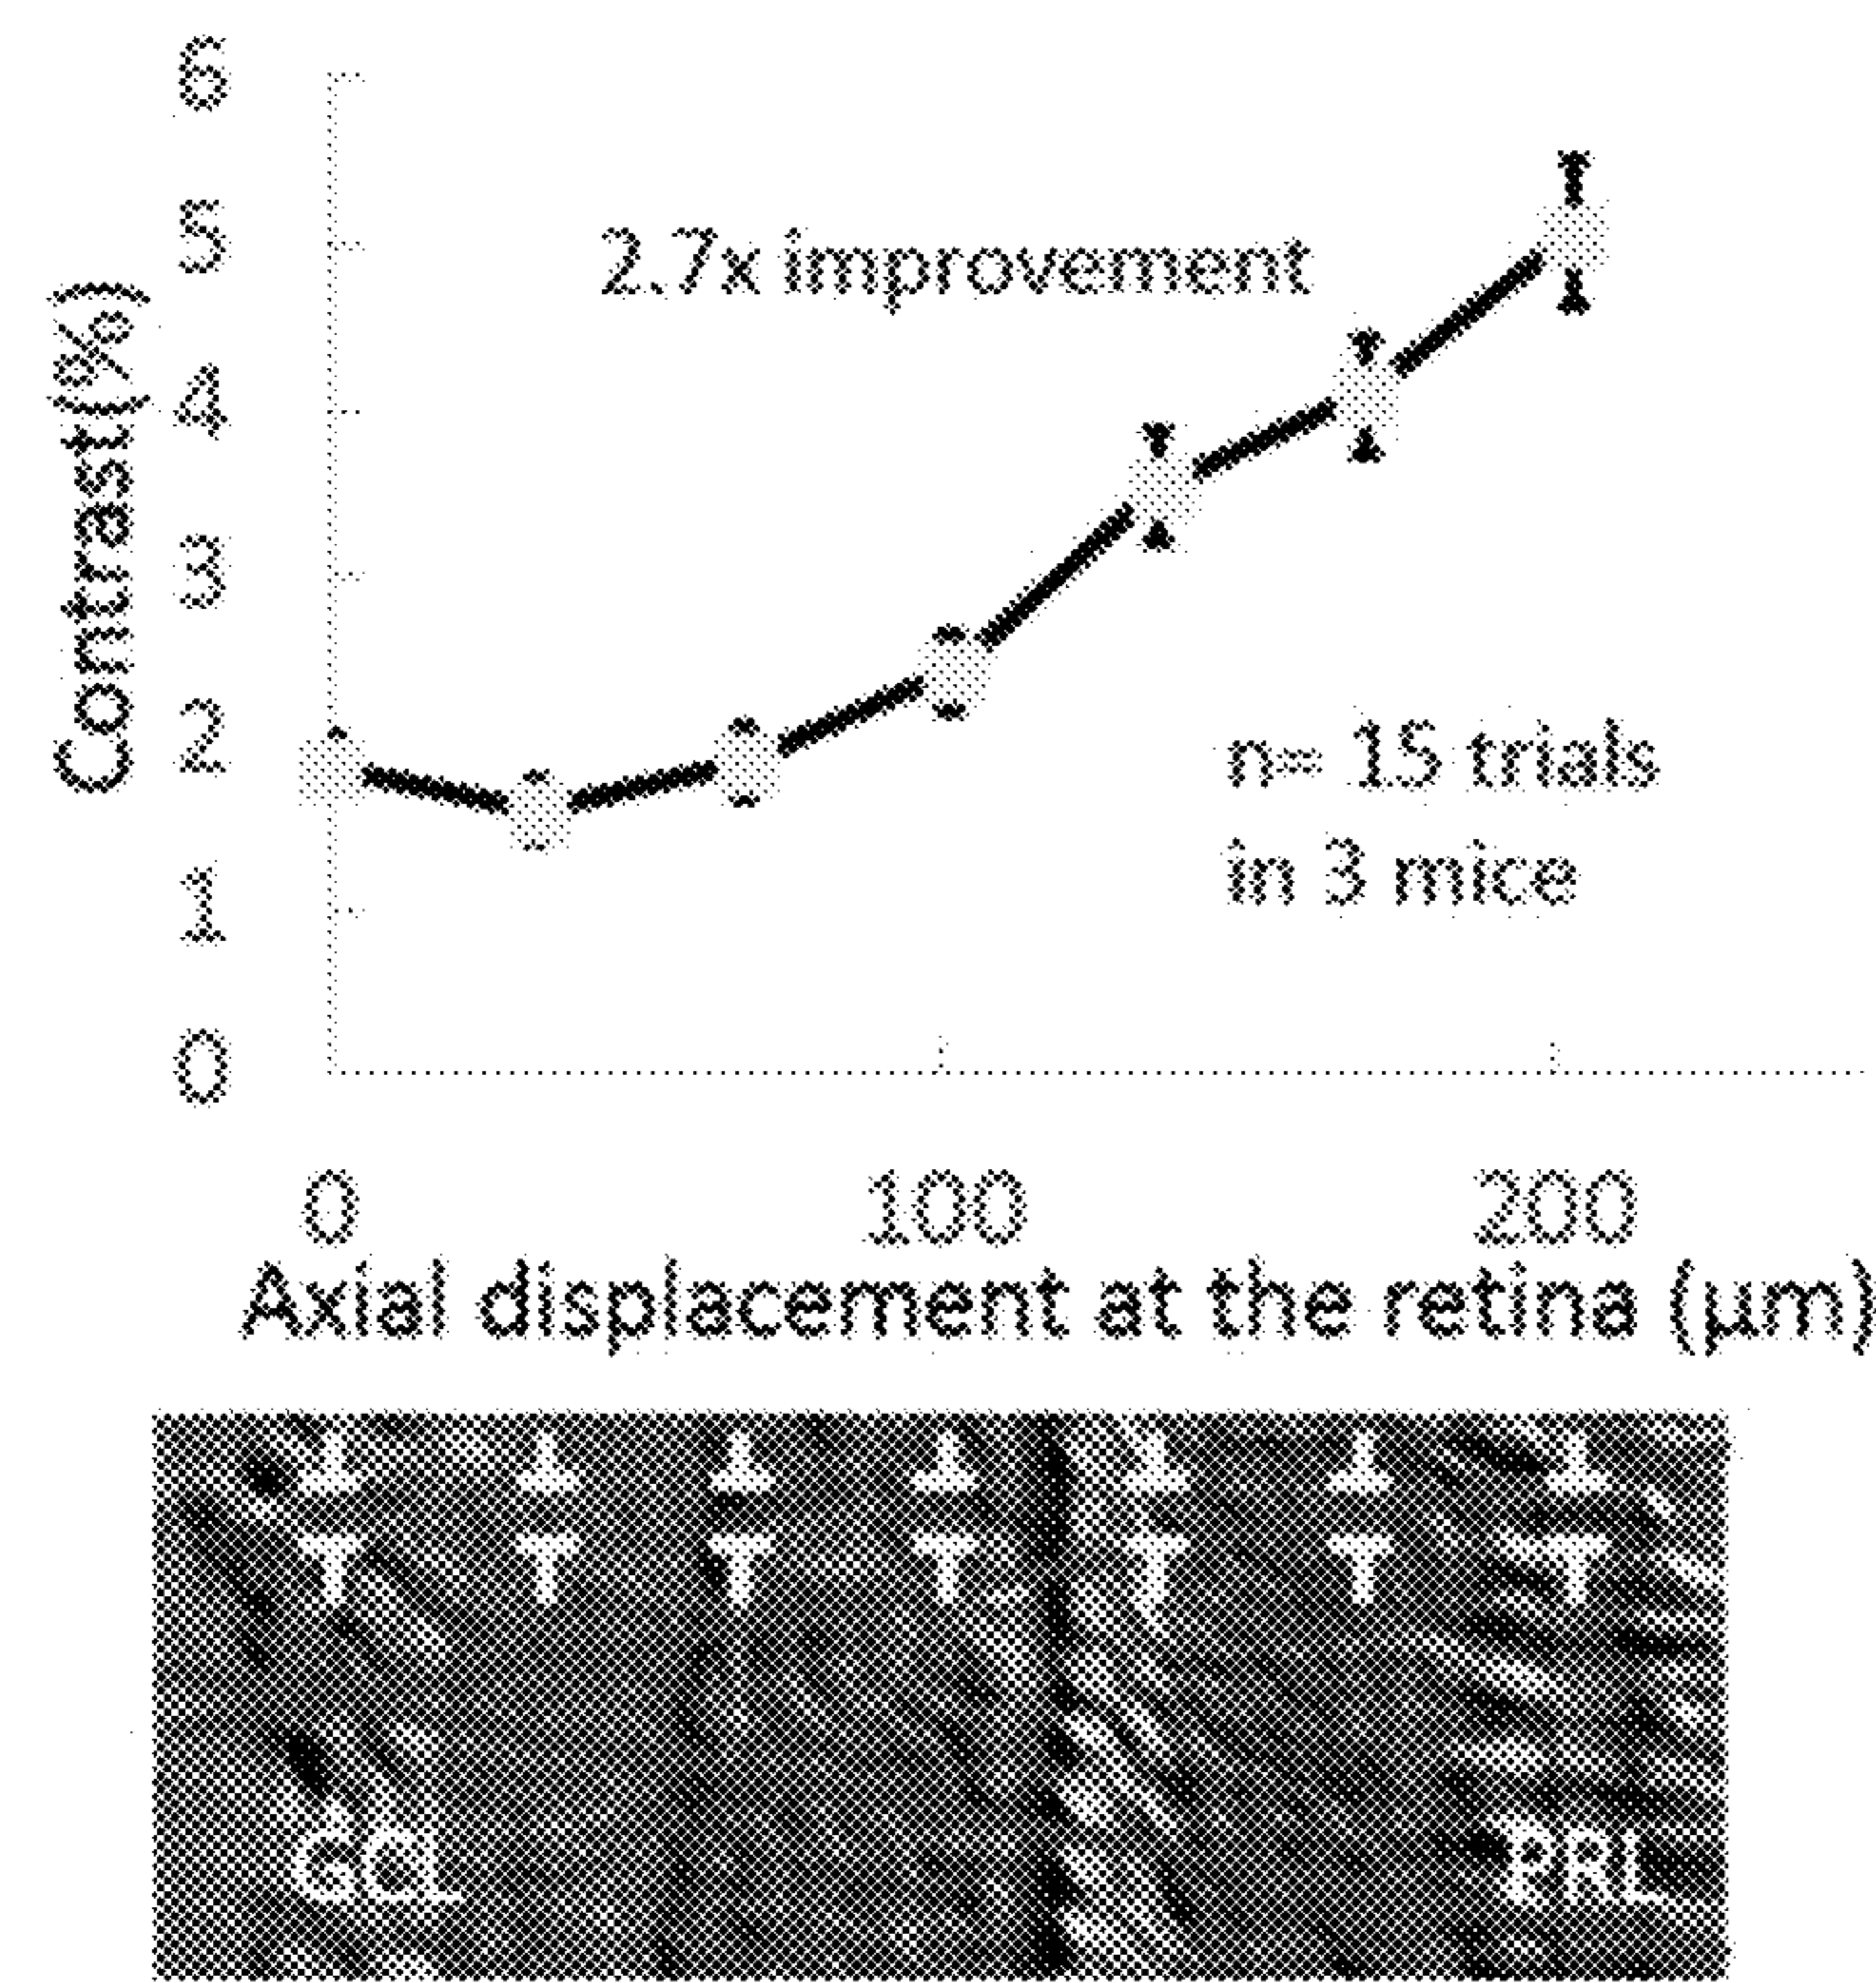 6
5
4
3
2
1
0
Contrast(%)
2.7x improvement
n= 15 trials
in 3 mice
0 100 200
Axial displacement at the retina (μm)
GCL PRL